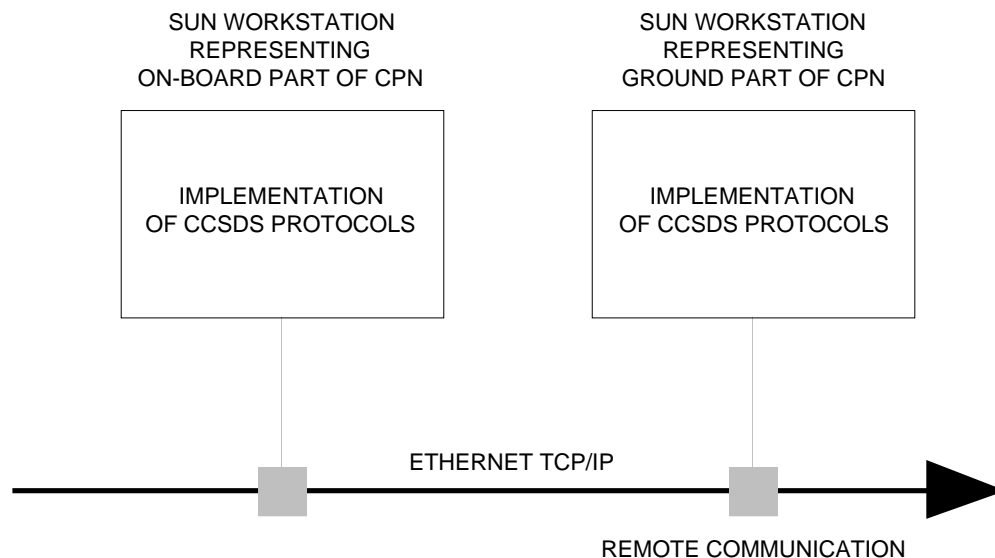 SUN WORKSTATION
REPRESENTING
ON-BOARD PART OF CPN
SUN WORKSTATION
REPRESENTING
GROUND PART OF CPN
IMPLEMENTATION
OF CCSDS PROTOCOLS
IMPLEMENTATION
OF CCSDS PROTOCOLS
ETHERNET TCP/IP
REMOTE COMMUNICATION